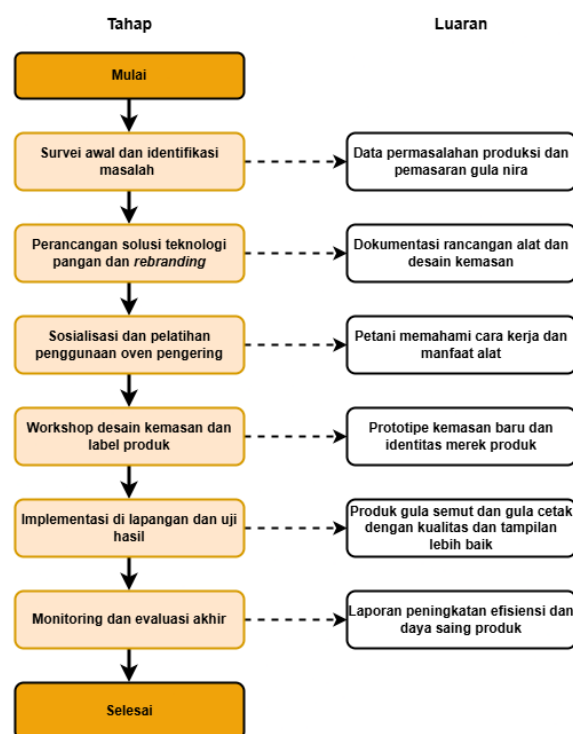 Tahap
Luaran
Mulai
Survei awal dan identifikasi
masalah
Data permasalahan produksi dan
pemasaran gula nira
Perancangan solusi teknologi
pangan dan rebranding
Dokumentasi rancangan alat dan
desain kemasan
Sosialisasi dan pelatihan
penggunaan oven pengering
Petani memahami cara kerja dan
manfaat alat
Workshop desain kemasan dan
label produk
Prototipe kemasan baru dan
identitas merek produk
Implementasi di lapangan dan uji
hasil
Produk gula semut dan gula cetak
dengan kualitas dan tampilan
lebih baik
Monitoring dan evaluasi akhir
Laporan peningkatan efisiensi dan
daya saing produk
Selesai